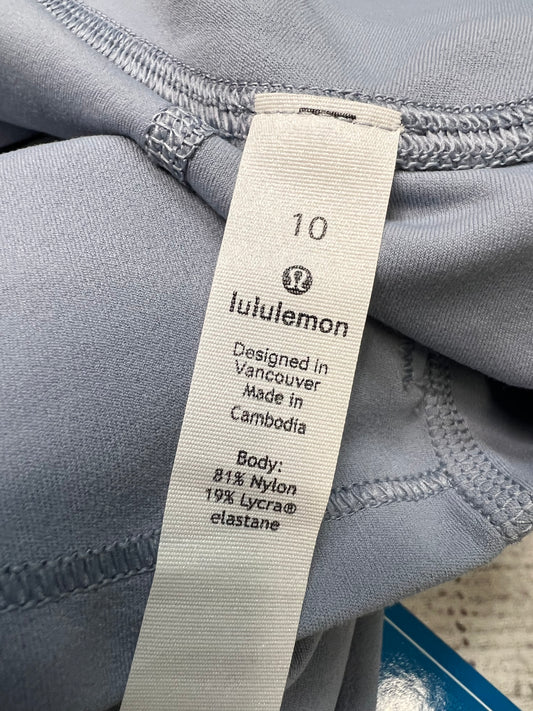 10
lululemon
Designed in
Vancouver
Made in
Cambodia
Body:
81% Nylon
19% Lycra®
elastane